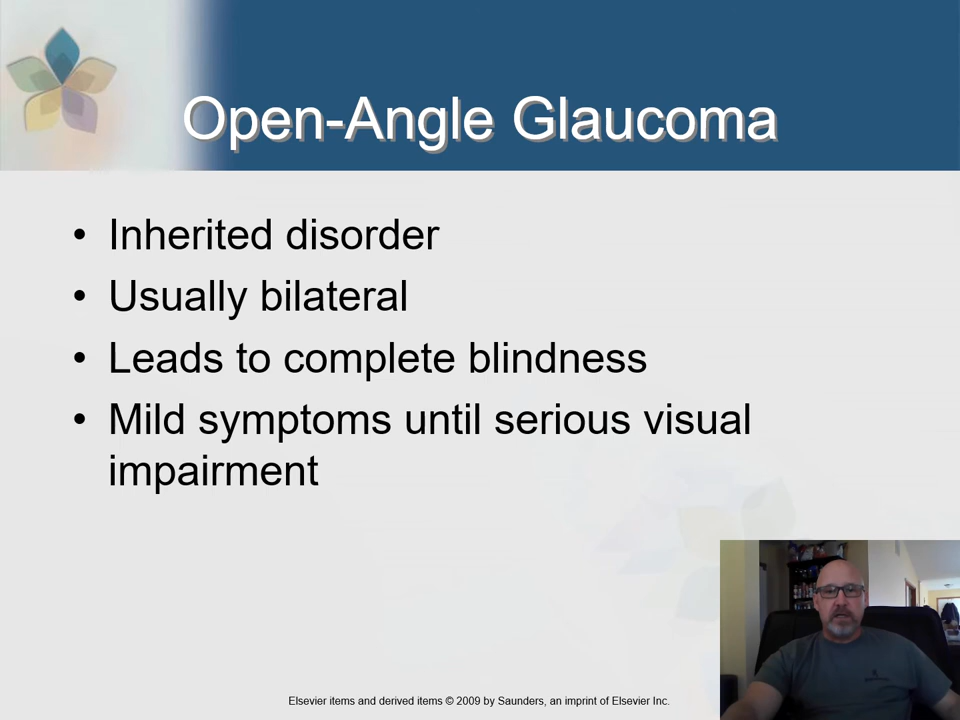 Open-Angle Glaucoma
• Inherited disorder
• Usually bilateral
• Leads to complete blindness
• Mild symptoms until serious visual
impairment
Elsevier items and derived items © 2009 by Saunders, an imprint of Elsevier Inc.